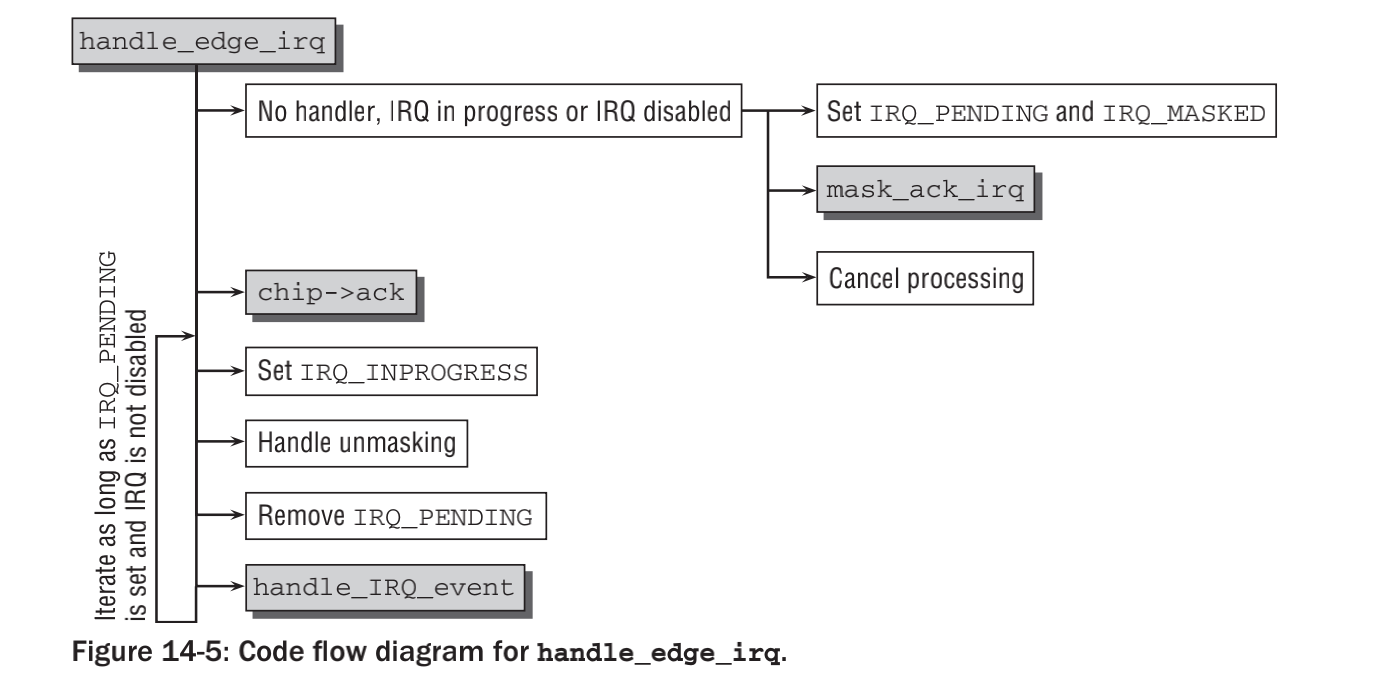 handle_edge_irq
No handler, IRQ in progress or IRQ disabled
Set IRQ_PENDING and IRQ_MASKED
mask_ack_irq
Cancel processing
chip->ack
Iterate as long as IRQ_PENDING
is set and IRQ is not disabled
Set IRQ_INPROGRESS
Handle unmasking
Remove IRQ_PENDING
handle_IRQ_event
Figure 14-5: Code flow diagram for handle_edge_irq.